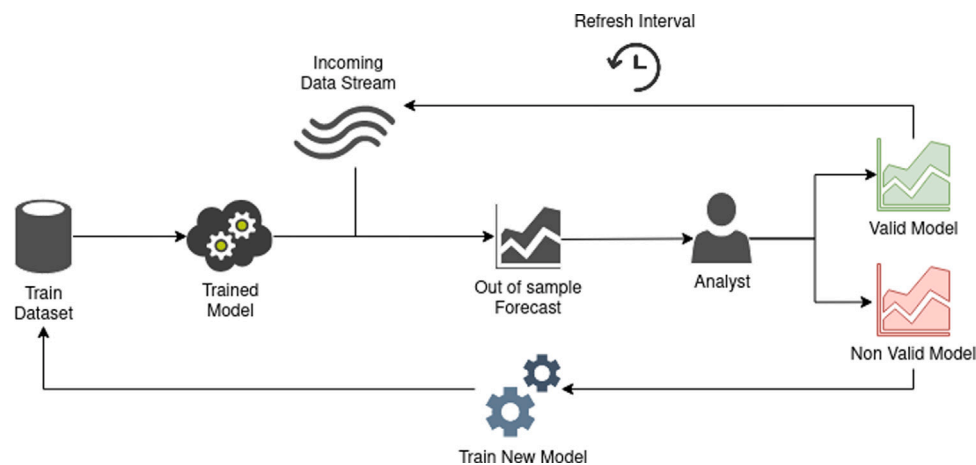 Refresh Interval
Incoming
Data Stream
Train
Dataset
Trained
Model
Out of sample
Forecast
Analyst
Valid Model
Non Valid Model
Train New Model